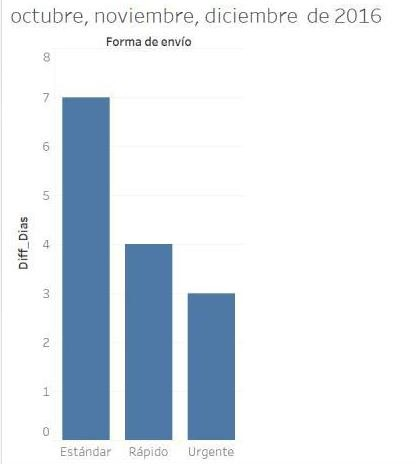 octubre, noviembre, diciembre de 2016
Forma de envío
8
7
6
5
4
3
2
1
0
Diff_Dias
Estándar Rápido Urgente